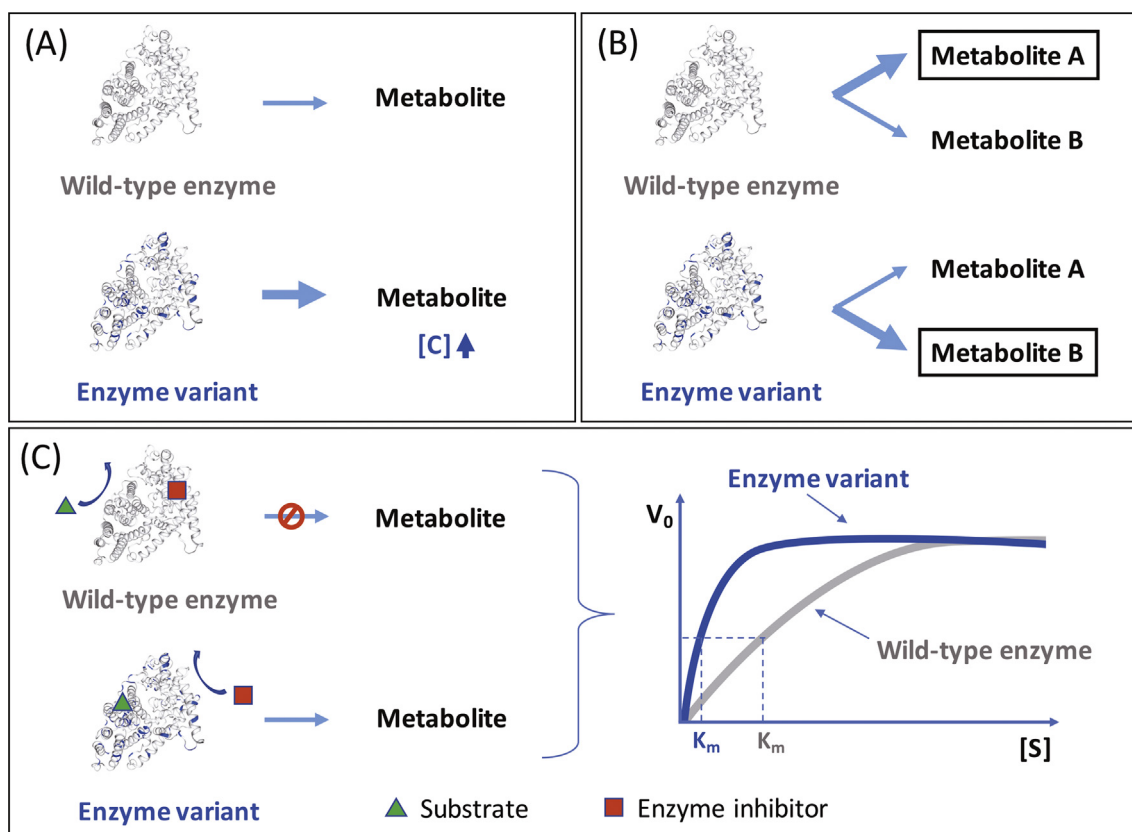 (A)
Metabolite
Wild-type enzyme
Metabolite
[C]
Enzyme variant
(B)
Metabolite A
Metabolite B
Wild-type enzyme
Metabolite A
Metabolite B
Enzyme variant
(C)
Metabolite
Wild-type enzyme
Metabolite
Enzyme variant
Enzyme variant
V0
Wild-type enzyme
Km Km [S]
Substrate Enzyme inhibitor